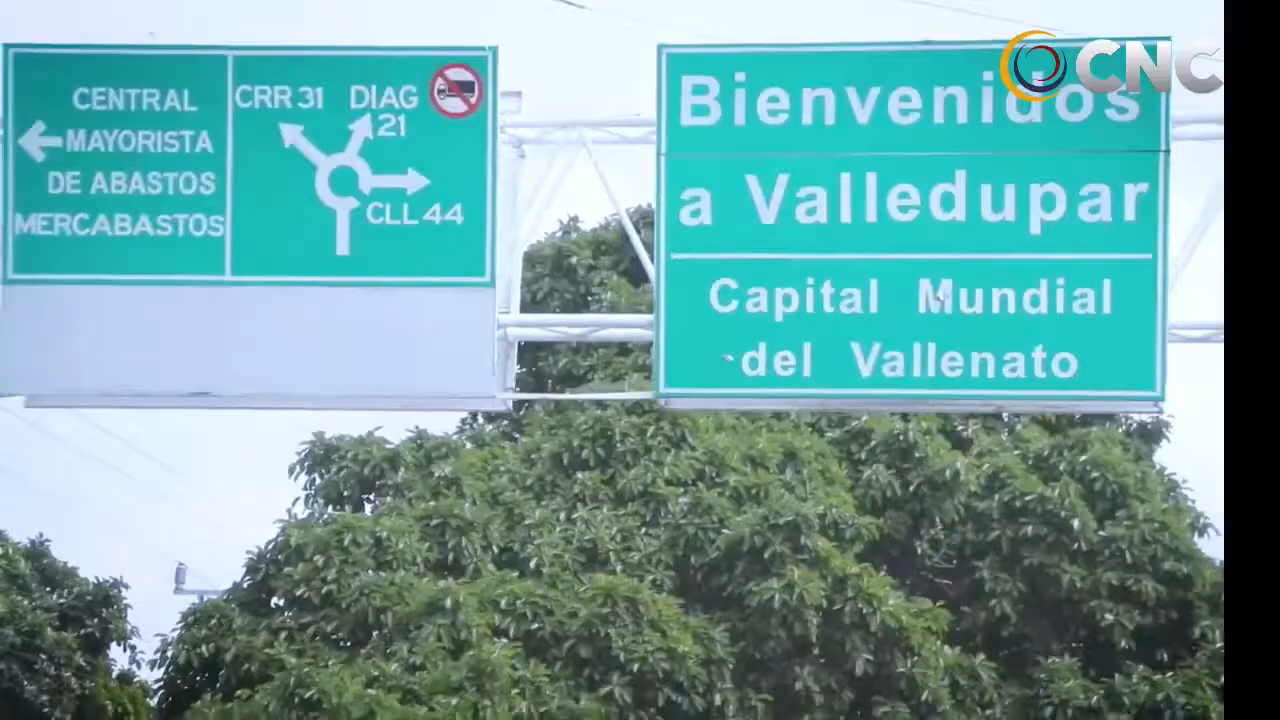 CENTRAL
MAYORISTA
DE ABASTOS
MERCABASTOS
CRR 31
DIAG
21
CLL 44
Bienvenidos
a Valledupar
Capital Mundial
del Vallenato
CNC